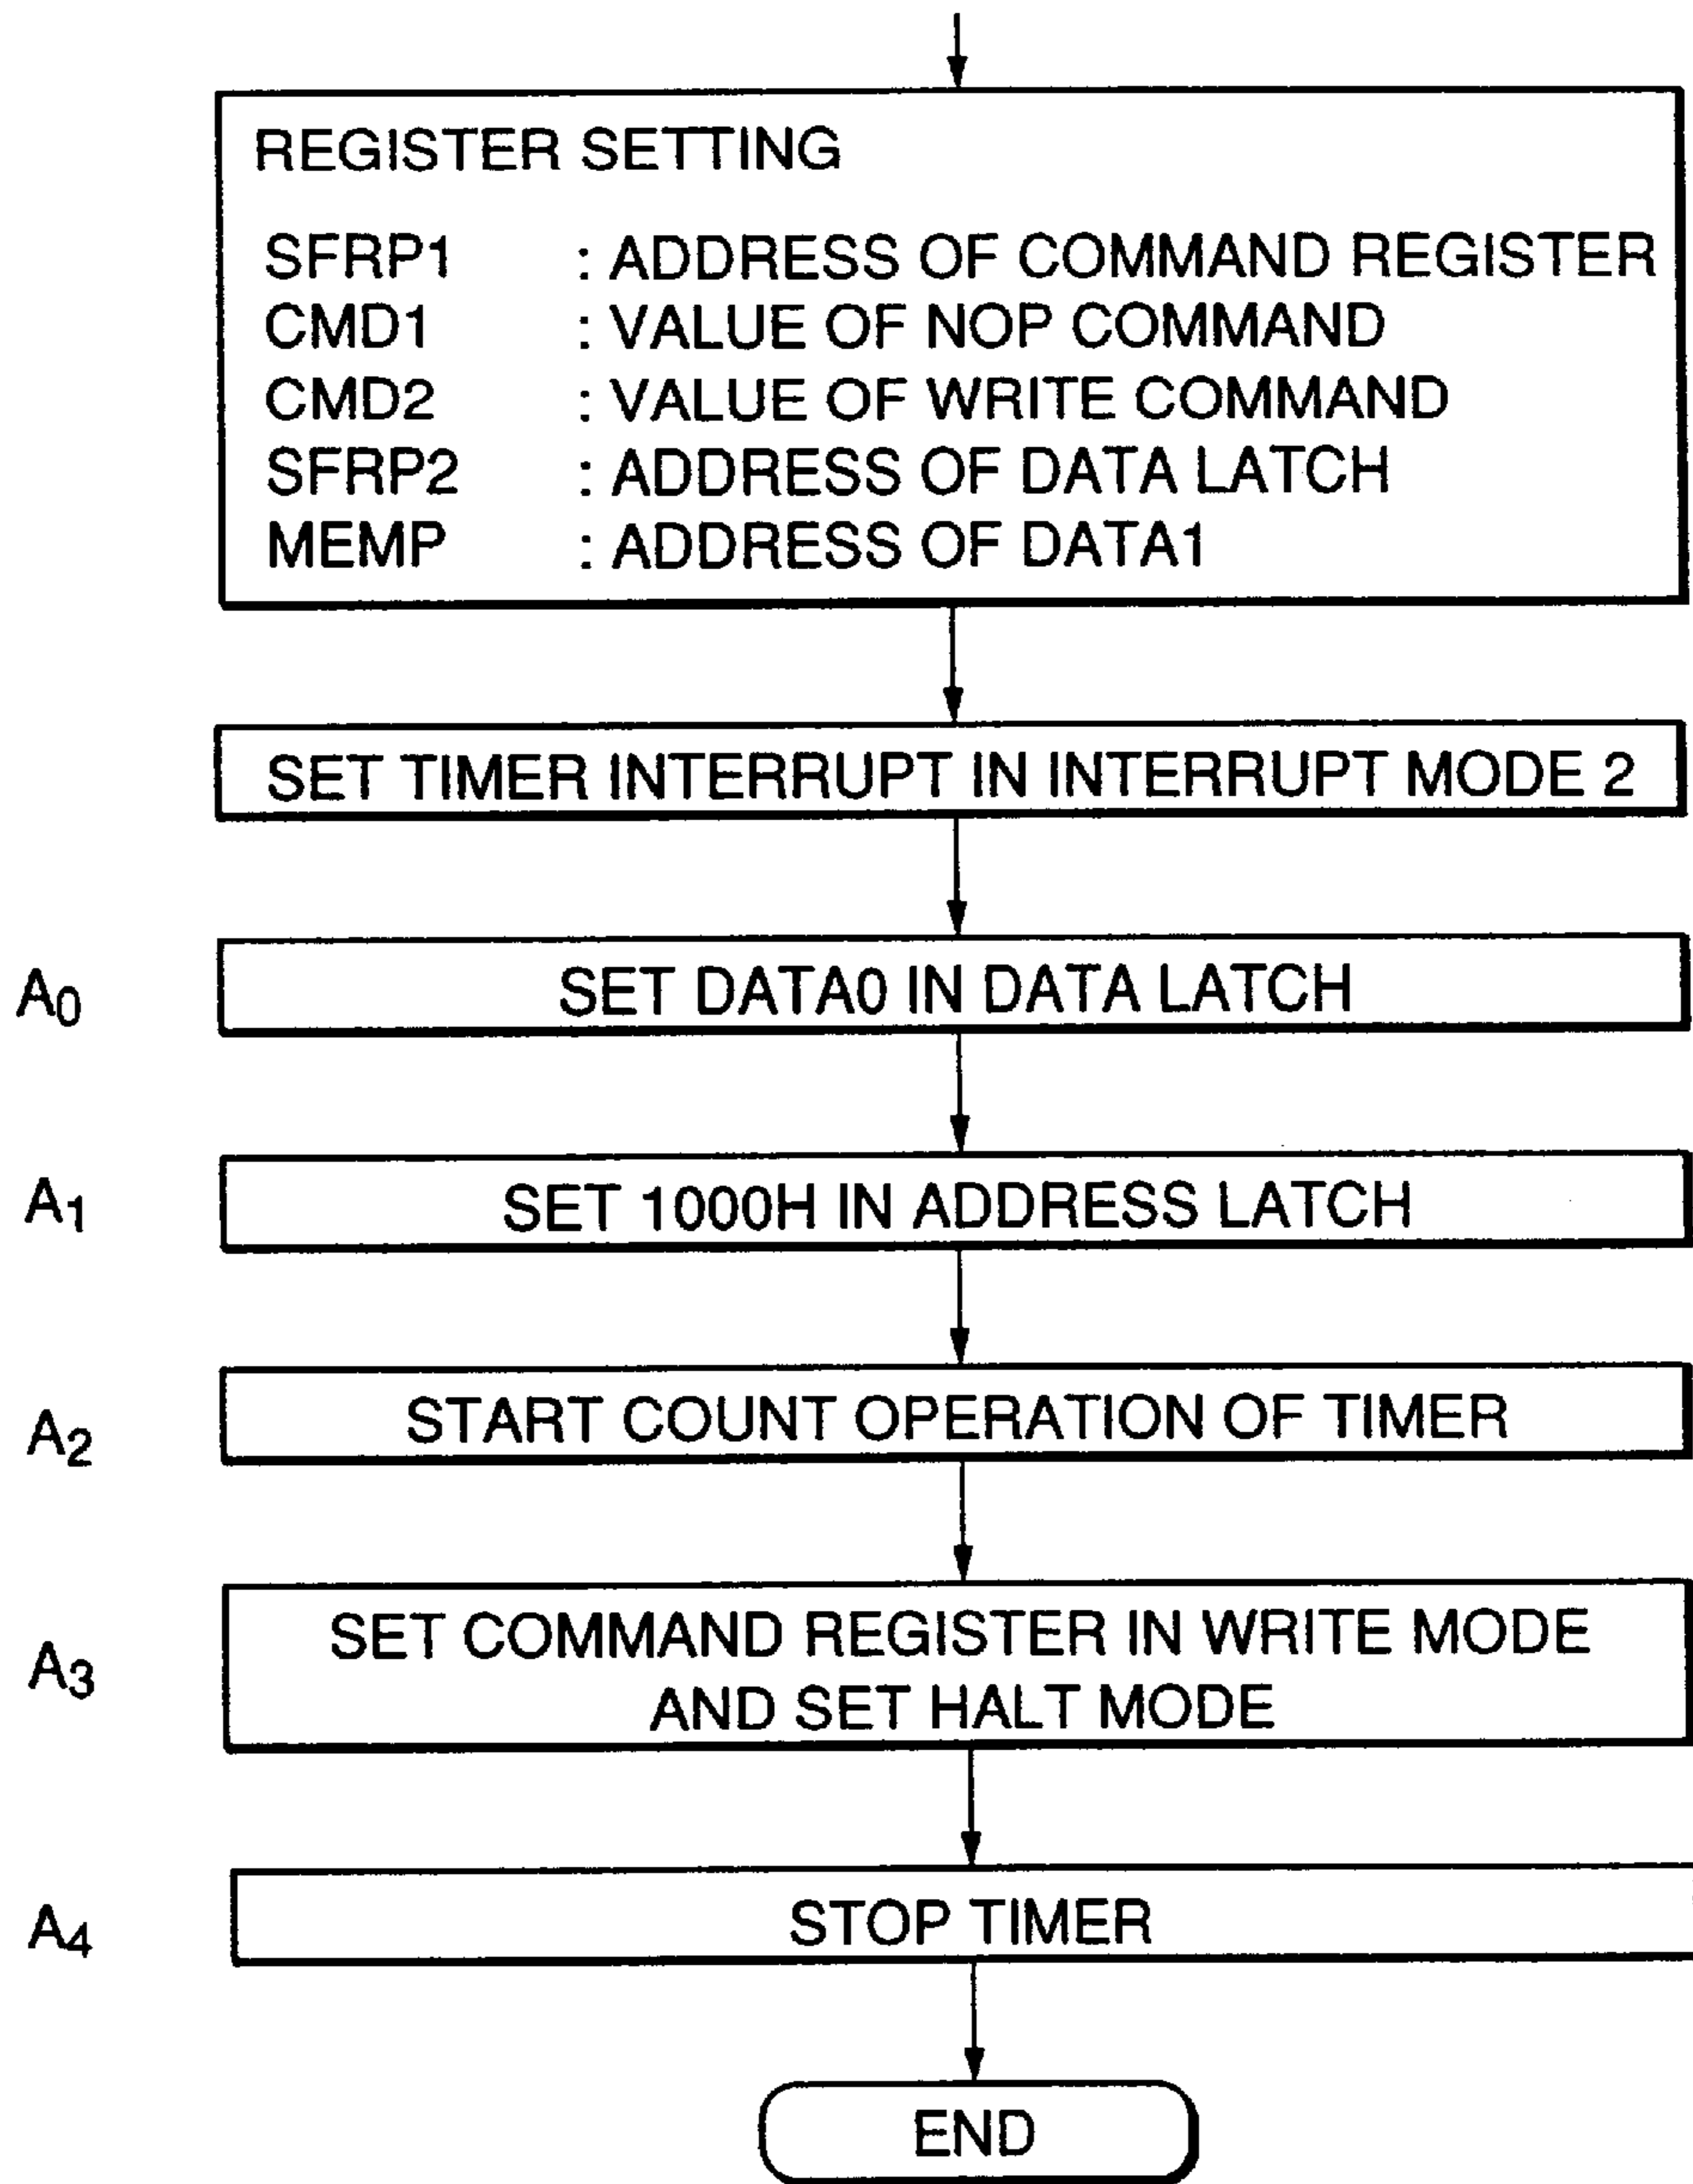 REGISTER SETTING
SFRP1 : ADDRESS OF COMMAND REGISTER
CMD1 : VALUE OF NOP COMMAND
CMD2 : VALUE OF WRITE COMMAND
SFRP2 : ADDRESS OF DATA LATCH
MEMP : ADDRESS OF DATA1
SET TIMER INTERRUPT IN INTERRUPT MODE 2
A0 SET DATA0 IN DATA LATCH
A1 SET 1000H IN ADDRESS LATCH
A2 START COUNT OPERATION OF TIMER
A3 SET COMMAND REGISTER IN WRITE MODE
AND SET HALT MODE
A4 STOP TIMER
END